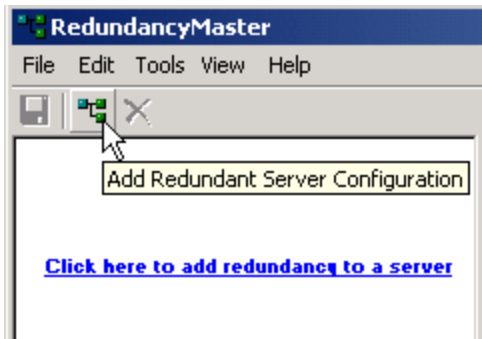 RedundancyMaster
File Edit Tools View Help
Add Redundant Server Configuration
Click here to add redundancy to a server